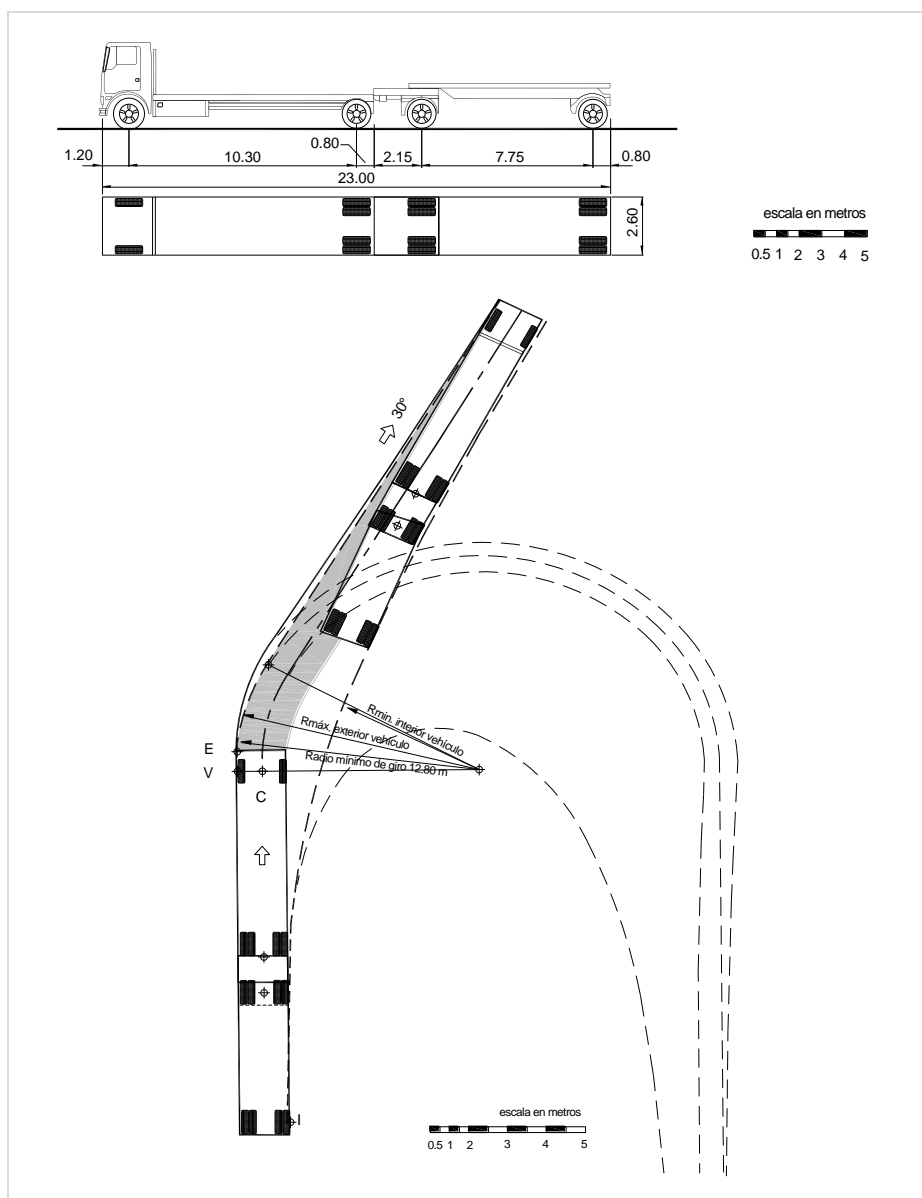 0.80
1.20 10.30 2.15 7.75 0.80
23.00
2.60
escala en metros
0.5 1 2 3 4 5
30°
Rmin. interior vehículo
Rmáx. exterior vehículo
Radio mínimo de giro 12.80 m
E
V
C
I
escala en metros
0.5 1 2 3 4 5